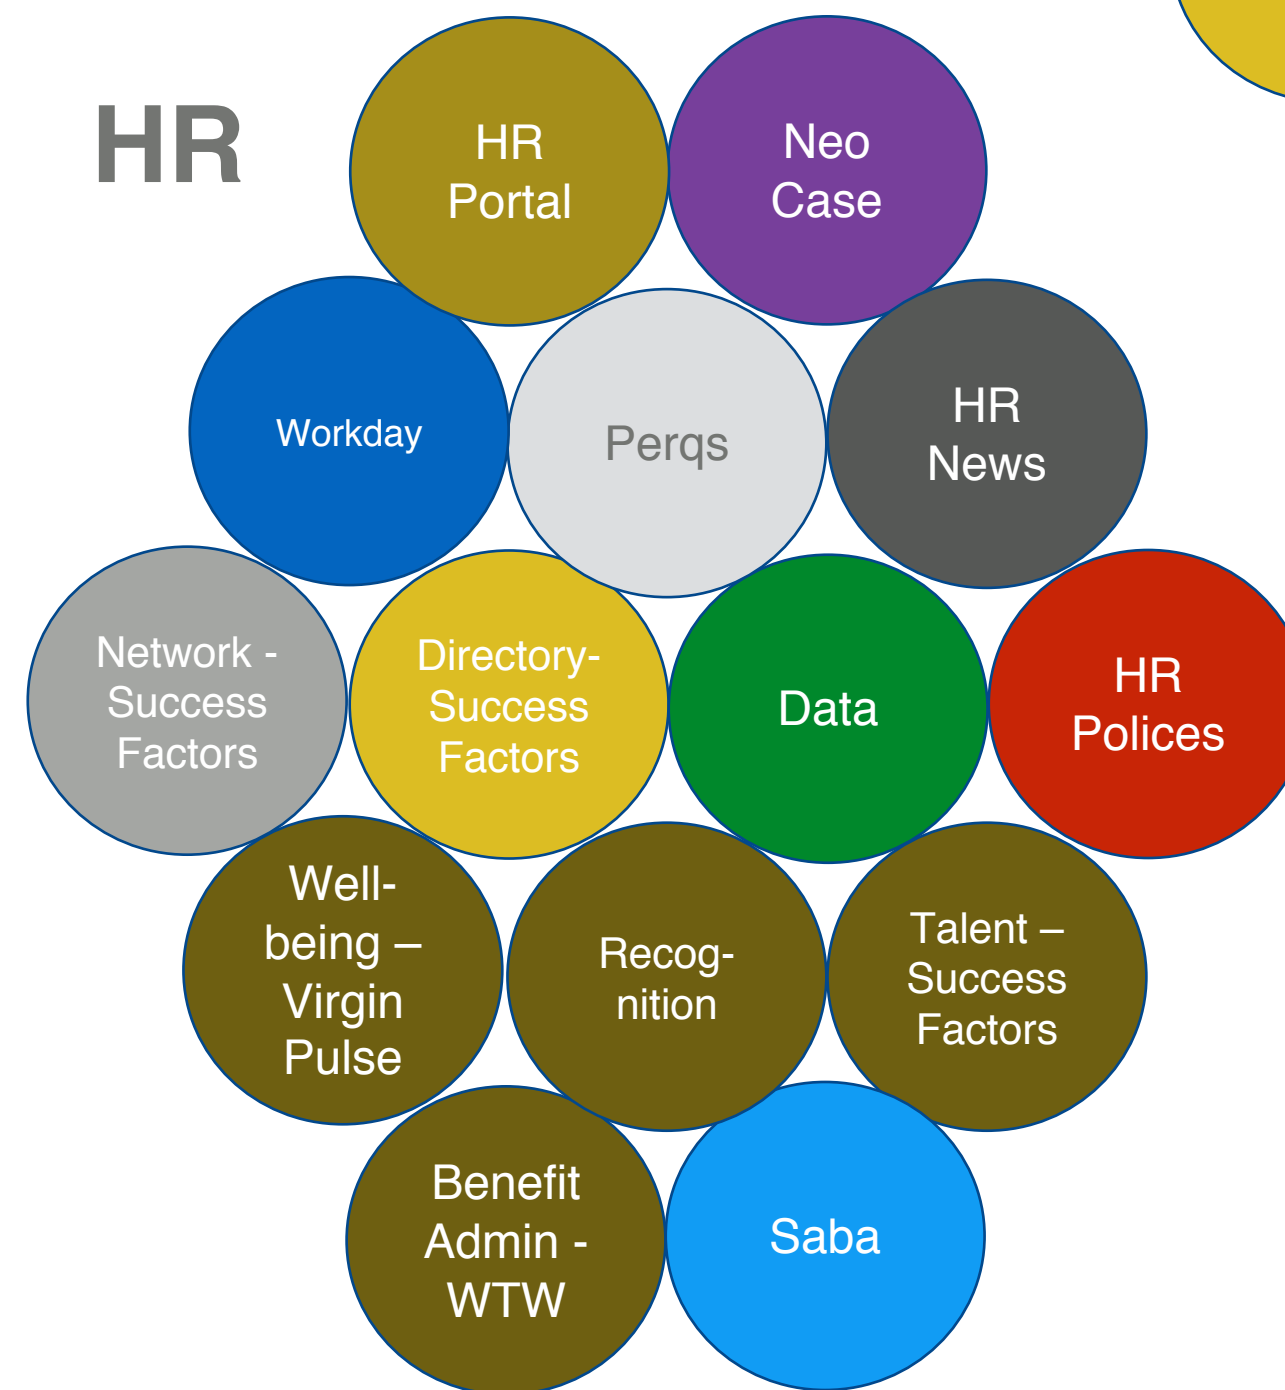 HR
HR
Portal
Neo
Case
Workday
Perqs
HR
News
Network -
Success
Factors
Directory-
Success
Factors
Data
HR
Polices
Well-
being –
Virgin
Pulse
Recog-
nition
Talent –
Success
Factors
Benefit
Admin -
WTW
Saba